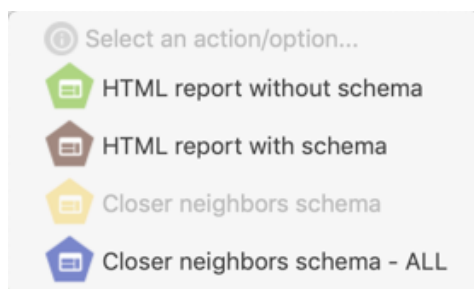 Select an action/option...
HTML report without schema
HTML report with schema
Closer neighbors schema
Closer neighbors schema - ALL